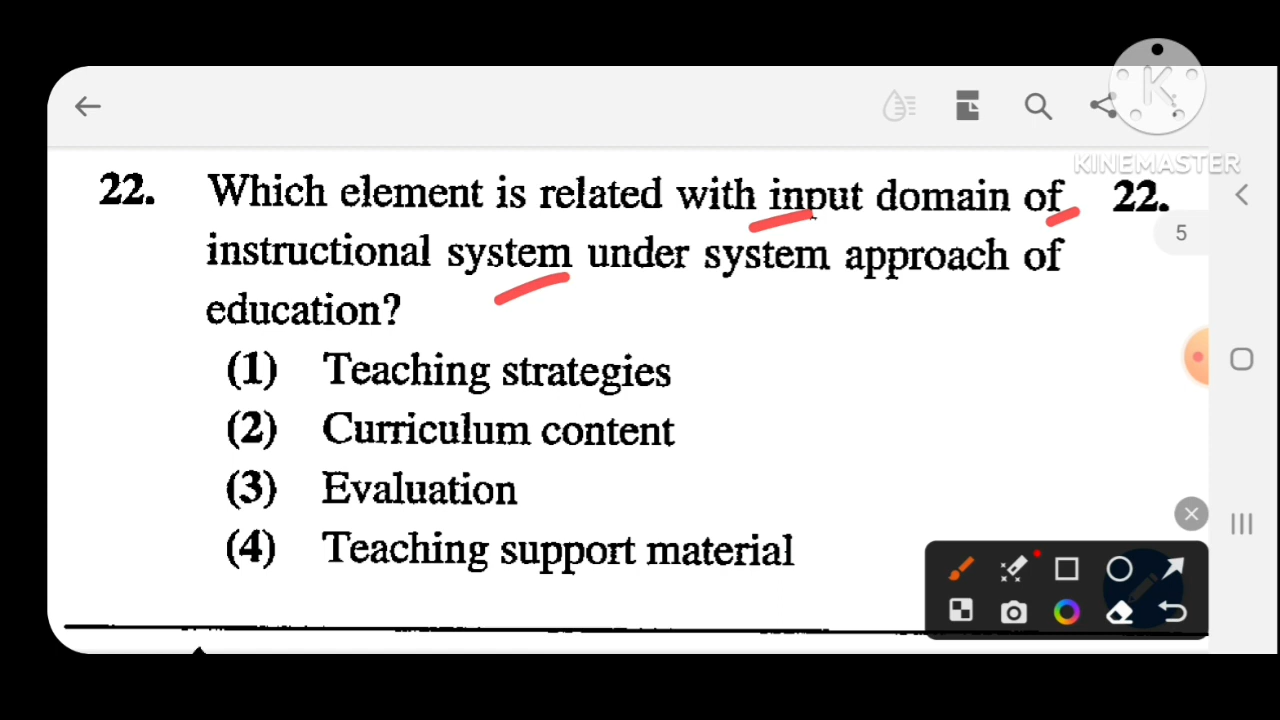 KINEMASTER
22. Which element is related with input domain of 22.
5
instructional system under system approach of
education?
(1) Teaching strategies
(2) Curriculum content
(3) Evaluation
(4) Teaching support material